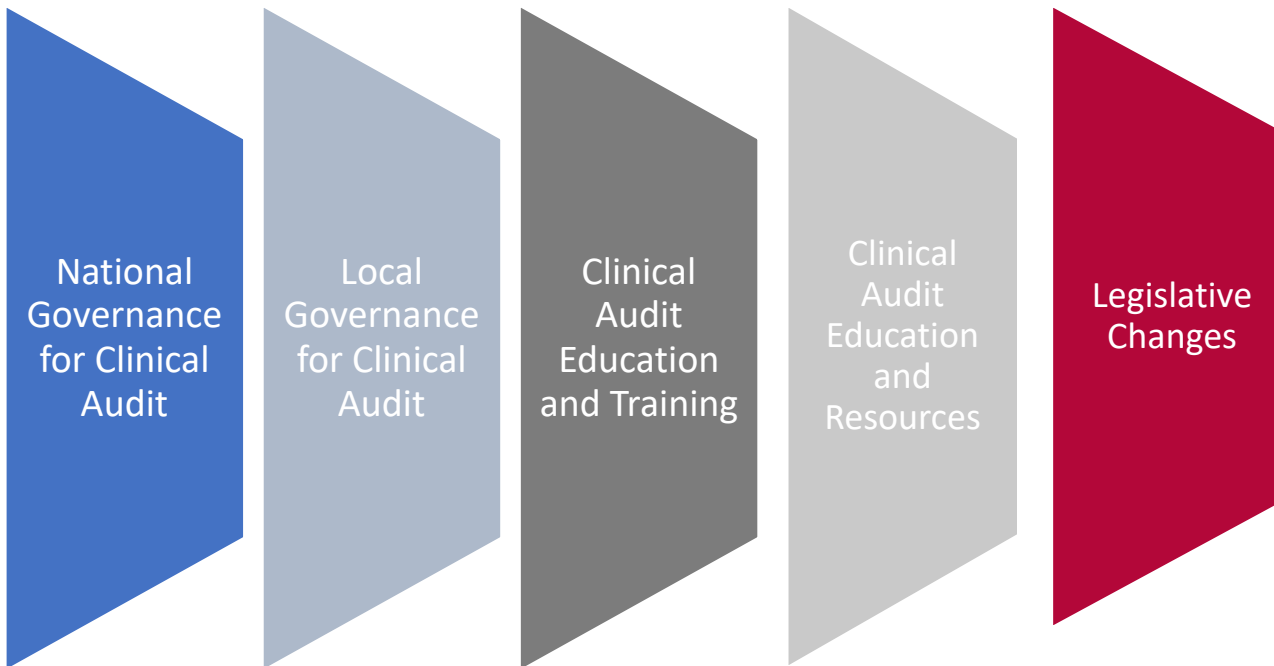 National
Governance
for Clinical
Audit
Local
Governance
for Clinical
Audit
Clinical
Audit
Education
and Training
Clinical
Audit
Education
and
Resources
Legislative
Changes